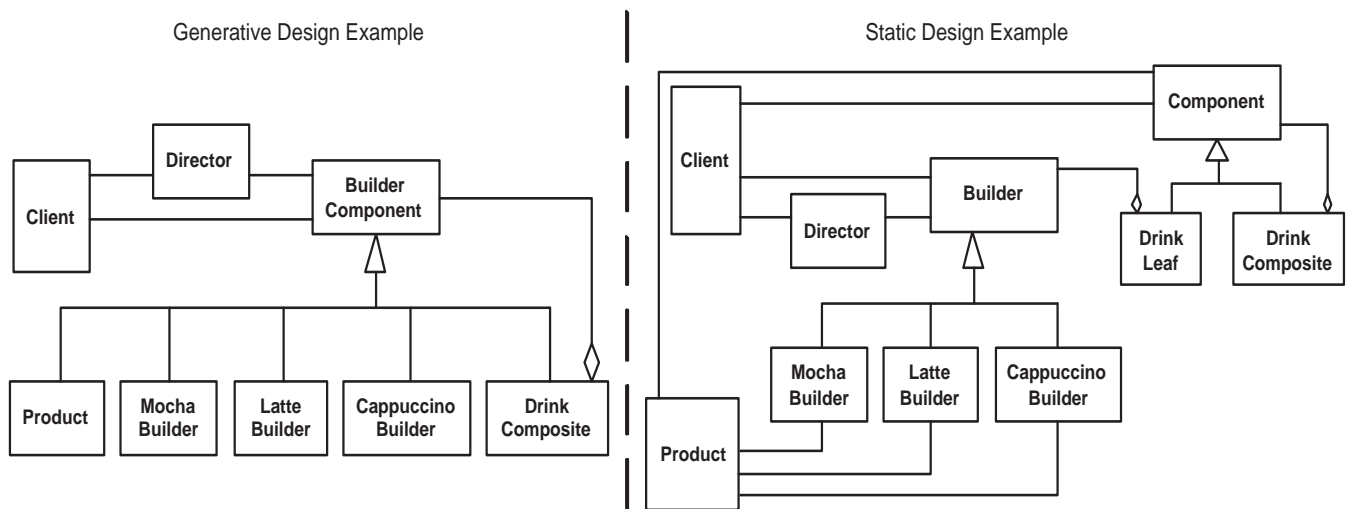 Generative Design Example
Director
Client
Builder
Component
Product
Mocha
Builder
Latte
Builder
Cappuccino
Builder
Drink
Composite
Static Design Example
Component
Client
Builder
Director
Drink
Leaf
Drink
Composite
Mocha
Builder
Latte
Builder
Cappuccino
Builder
Product